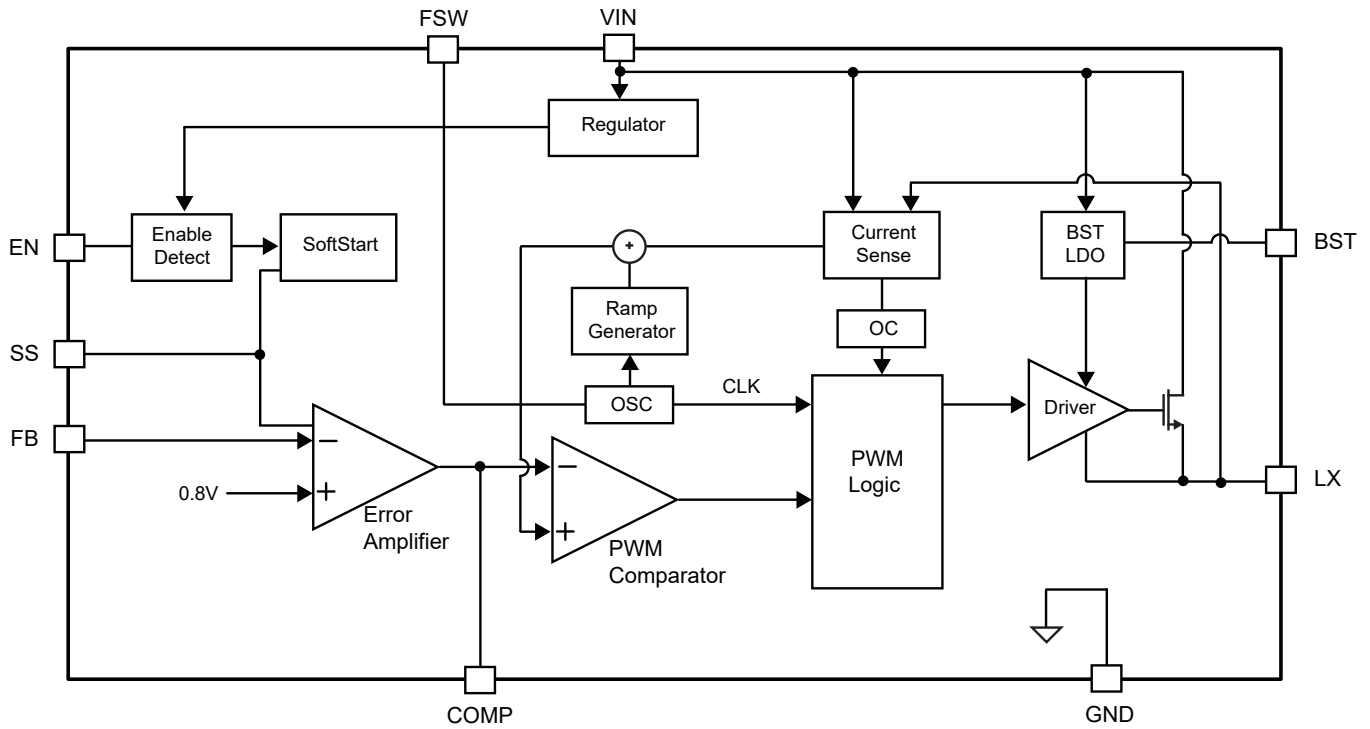 FSW
VIN
Regulator
EN
Enable
Detect
SoftStart
+
Current
Sense
BST
LDO
BST
Ramp
Generator
OC
SS
OSC
CLK
Driver
FB
−
0.8V
+
Error
Amplifier
−
+
PWM
Comparator
PWM
Logic
LX
COMP
GND